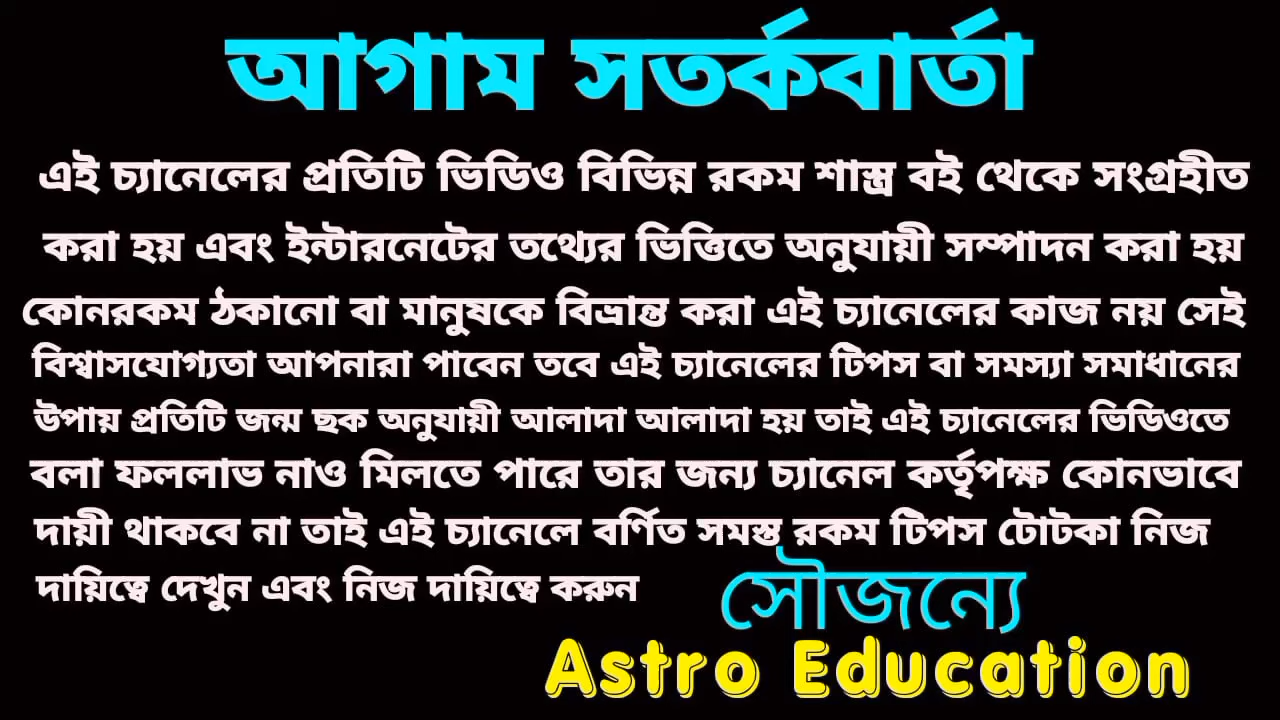 আগাম সতর্কবার্তা
এই চ্যানেলের প্রতিটি ভিডিও বিভিন্ন রকম শাস্ত্র বই থেকে সংগ্রহীত
করা হয় এবং ইন্টারনেটের তথ্যের ভিত্তিতে অনুযায়ী সম্পাদন করা হয়
কোনরকম ঠকানো বা মানুষকে বিভ্রান্ত করা এই চ্যানেলের কাজ নয় সেই
বিশ্বাসযোগ্যতা আপনারা পাবেন তবে এই চ্যানেলের টিপস বা সমস্যা সমাধানের
উপায় প্রতিটি জন্ম ছক অনুযায়ী আলাদা আলাদা হয় তাই এই চ্যানেলের ভিডিওতে
বলা ফললাভ নাও মিলতে পারে তার জন্য চ্যানেল কর্তৃপক্ষ কোনভাবে
দায়ী থাকবে না তাই এই চ্যানেলে বর্ণিত সমস্ত রকম টিপস টোটকা নিজ
দায়িত্বে দেখুন এবং নিজ দায়িত্বে করুন
সৌজন্যে
Astro Education